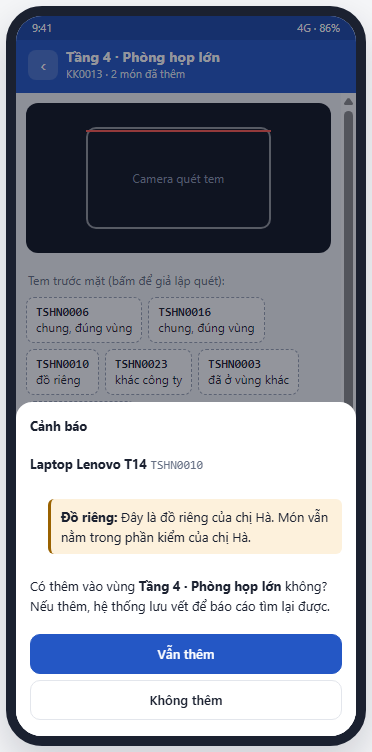 9:41
4G · 86%
‹
Tầng 4 · Phòng họp lớn
KK0013 · 2 món đã thêm
Camera quét tem
Tem trước mặt (bấm để giả lập quét):
TSHN0006
chung, đúng vùng
TSHN0016
chung, đúng vùng
TSHN0010
đồ riêng
TSHN0023
khác công ty
TSHN0003
đã ở vùng khác
Cảnh báo
Laptop Lenovo T14 TSHN0010
Đồ riêng: Đây là đồ riêng của chị Hà. Món vẫn
nằm trong phần kiểm của chị Hà.
Có thêm vào vùng Tầng 4 · Phòng họp lớn không?
Nếu thêm, hệ thống lưu vết để báo cáo tìm lại được.
Vẫn thêm
Không thêm